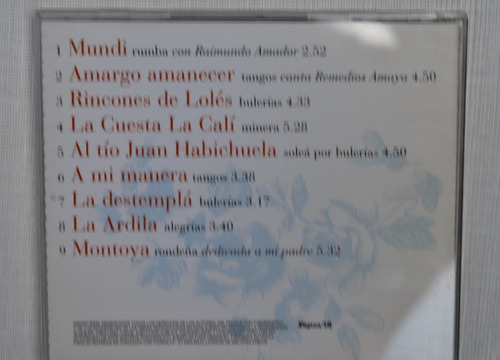 1 Mundi rumba con Raimundo Amador 2.52
2 Amargo amanecer tangos canta Remedios Amaya 4.50
3 Rincones de Lolés bulerías 4.33
4 La Cuesta La Calí minera 5.28
5 Al tío Juan Habichuela soleá por bulerías 4.50
6 A mi manera tangos 3.38
7 La destemplá bulerías 3.17
8 La Ardila alegrías 3.40
9 Montoya rondeña dedicada a mi padre 5.32